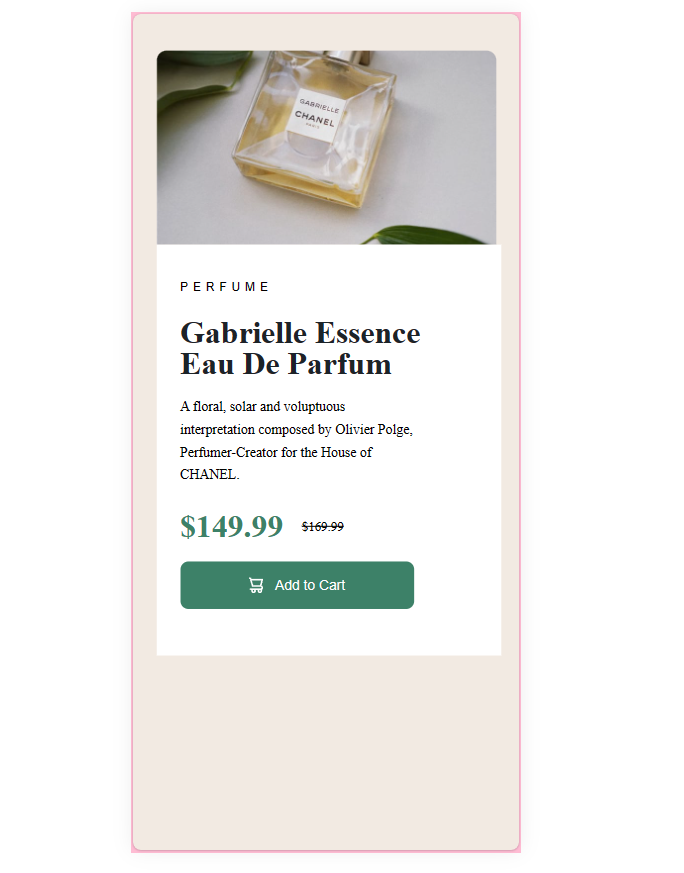 GABRIELLE
CHANEL
PARIS
PERFUME
Gabrielle Essence
Eau De Parfum
A floral, solar and voluptuous
interpretation composed by Olivier Polge,
Perfumer-Creator for the House of
CHANEL.
$149.99 $169.99
Add to Cart